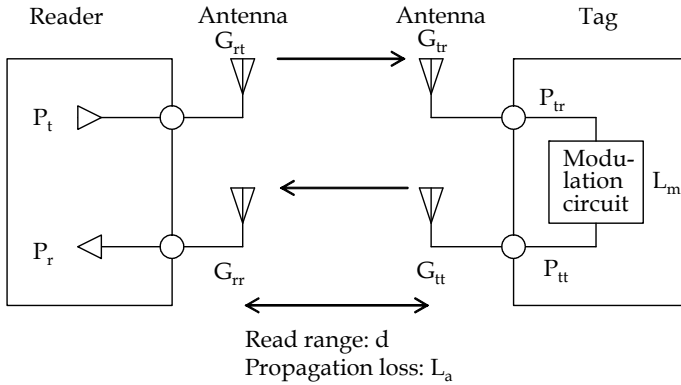 Reader
Antenna
Antenna
Tag
G_rt
G_tr
P_t
P_tr
Modu-
lation
circuit
L_m
P_r
G_rr
G_tt
P_tt
Read range: d
Propagation loss: L_a